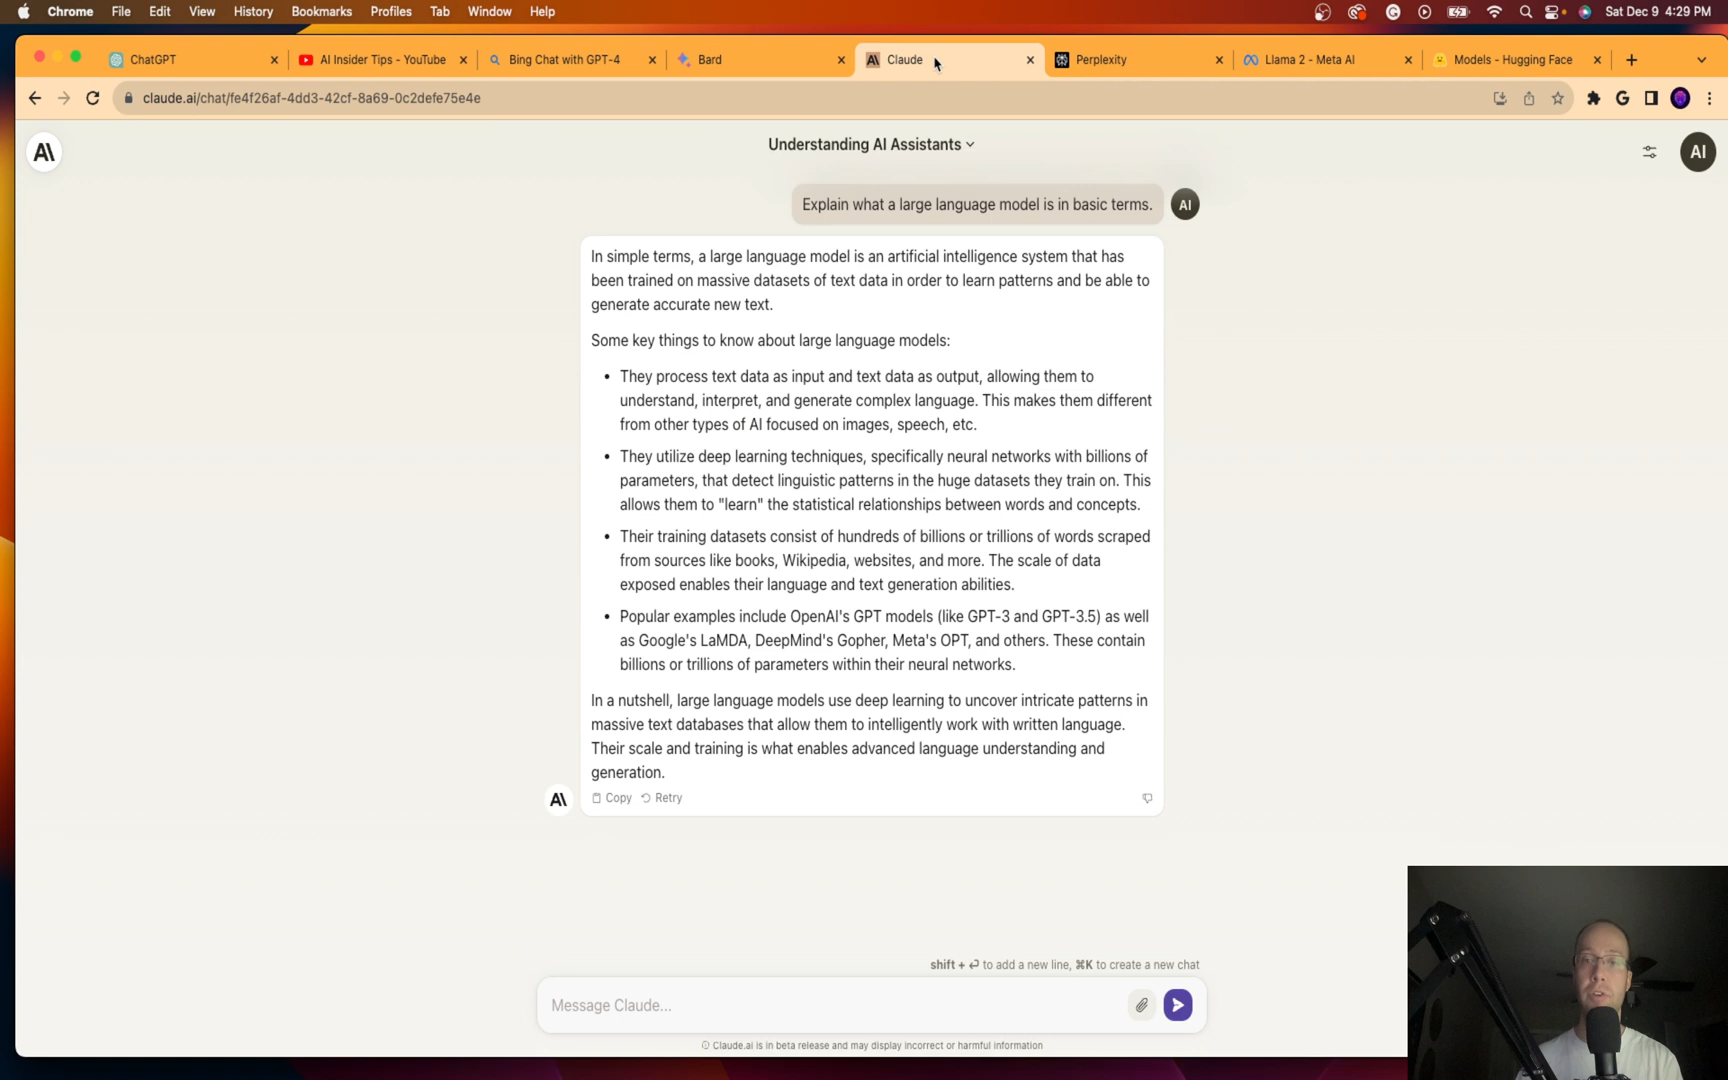 Chrome File Edit View History Bookmarks Profiles Tab Window Help Sat Dec 9 4:29 PM
ChatGPT AI Insider Tips - YouTube Bing Chat with GPT-4 Bard Claude Perplexity Llama 2 - Meta AI Models - Hugging Face
claude.ai/chat/fe4f26af-4dd3-42cf-8a69-0c2defe75e4e
A\ Understanding AI Assistants AI
Explain what a large language model is in basic terms. AI
In simple terms, a large language model is an artificial intelligence system that has
been trained on massive datasets of text data in order to learn patterns and be able to
generate accurate new text.
Some key things to know about large language models:
• They process text data as input and text data as output, allowing them to
understand, interpret, and generate complex language. This makes them different
from other types of AI focused on images, speech, etc.
• They utilize deep learning techniques, specifically neural networks with billions of
parameters, that detect linguistic patterns in the huge datasets they train on. This
allows them to "learn" the statistical relationships between words and concepts.
• Their training datasets consist of hundreds of billions or trillions of words scraped
from sources like books, Wikipedia, websites, and more. The scale of data
exposed enables their language and text generation abilities.
• Popular examples include OpenAI's GPT models (like GPT-3 and GPT-3.5) as well
as Google's LaMDA, DeepMind's Gopher, Meta's OPT, and others. These contain
billions or trillions of parameters within their neural networks.
In a nutshell, large language models use deep learning to uncover intricate patterns in
massive text databases that allow them to intelligently work with written language.
Their scale and training is what enables advanced language understanding and
generation.
A\ Copy Retry
shift + ⏎ to add a new line, ⌘K to create a new chat
Message Claude...
Claude.ai is in beta release and may display incorrect or harmful information